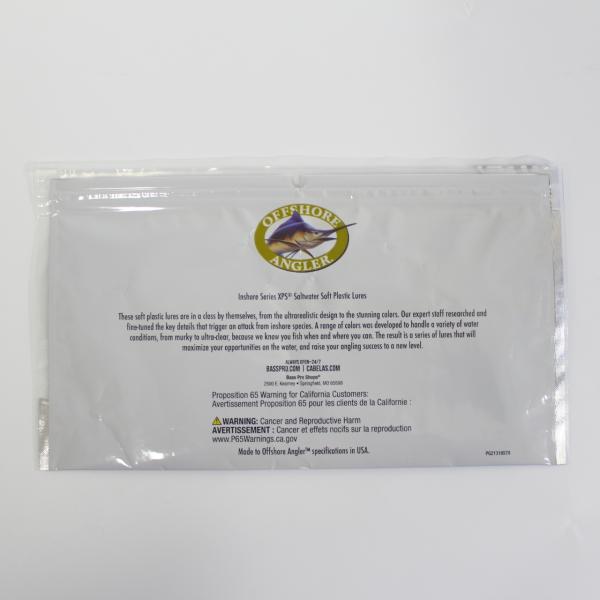 OFFSHORE
ANGLER
Inshore Series XPS® Saltwater Soft Plastic Lures
These soft plastic lures are in a class by themselves, from the ultrarealistic design to the stunning colors. Our expert staff researched and
fine-tuned the key details that trigger an attack from inshore species. A range of colors was developed to handle a variety of water
conditions, from murky to ultra-clear, because we know you fish when and where you can. The result is a series of lures that will
maximize your opportunities on the water, and raise your angling success to a new level.
ALWAYS OPEN-24/7
BASSPRO.COM | CABELAS.COM
Bass Pro Shops®
2500 E. Kearney • Springfield, MO 65898
Proposition 65 Warning for California Customers:
Avertissement Proposition 65 pour les clients de la Californie :
WARNING: Cancer and Reproductive Harm
AVERTISSEMENT : Cancer et effets nocifs sur la reproduction
www.P65Warnings.ca.gov
Made to Offshore Angler™ specifications in USA.